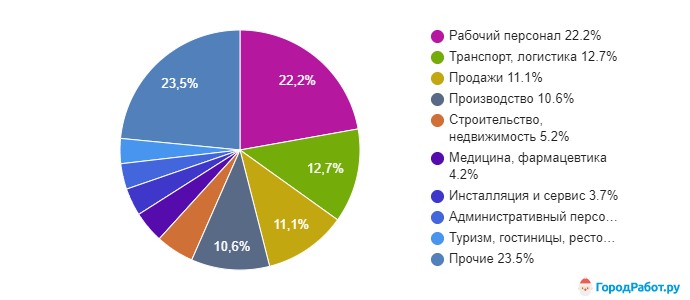 22,2%
12,7%
11,1%
10,6%
23,5%
Рабочий персонал 22.2%
Транспорт, логистика 12.7%
Продажи 11.1%
Производство 10.6%
Строительство,
недвижимость 5.2%
Медицина, фармацевтика
4.2%
Инсталляция и сервис 3.7%
Административный персо…
Туризм, гостиницы, ресто…
Прочие 23.5%
ГородРабот.ру